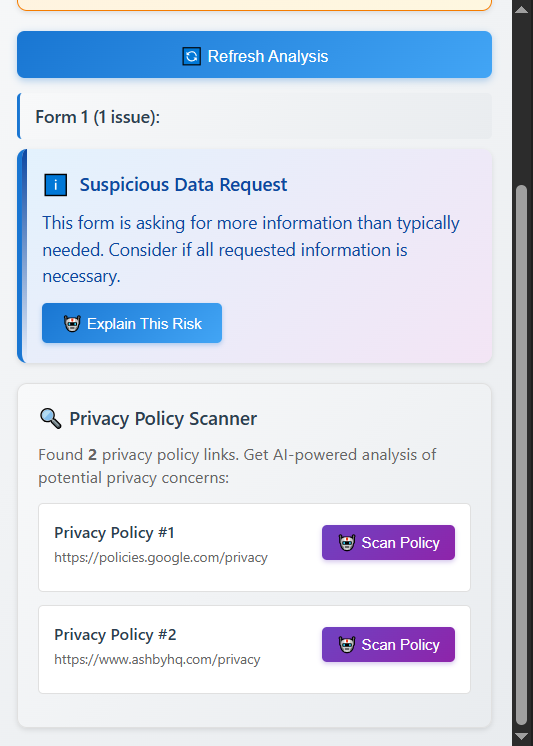 Refresh Analysis
Form 1 (1 issue):
Suspicious Data Request
This form is asking for more information than typically
needed. Consider if all requested information is
necessary.
Explain This Risk
Privacy Policy Scanner
Found 2 privacy policy links. Get AI-powered analysis of
potential privacy concerns:
Privacy Policy #1
https://policies.google.com/privacy
Scan Policy
Privacy Policy #2
https://www.ashbyhq.com/privacy
Scan Policy